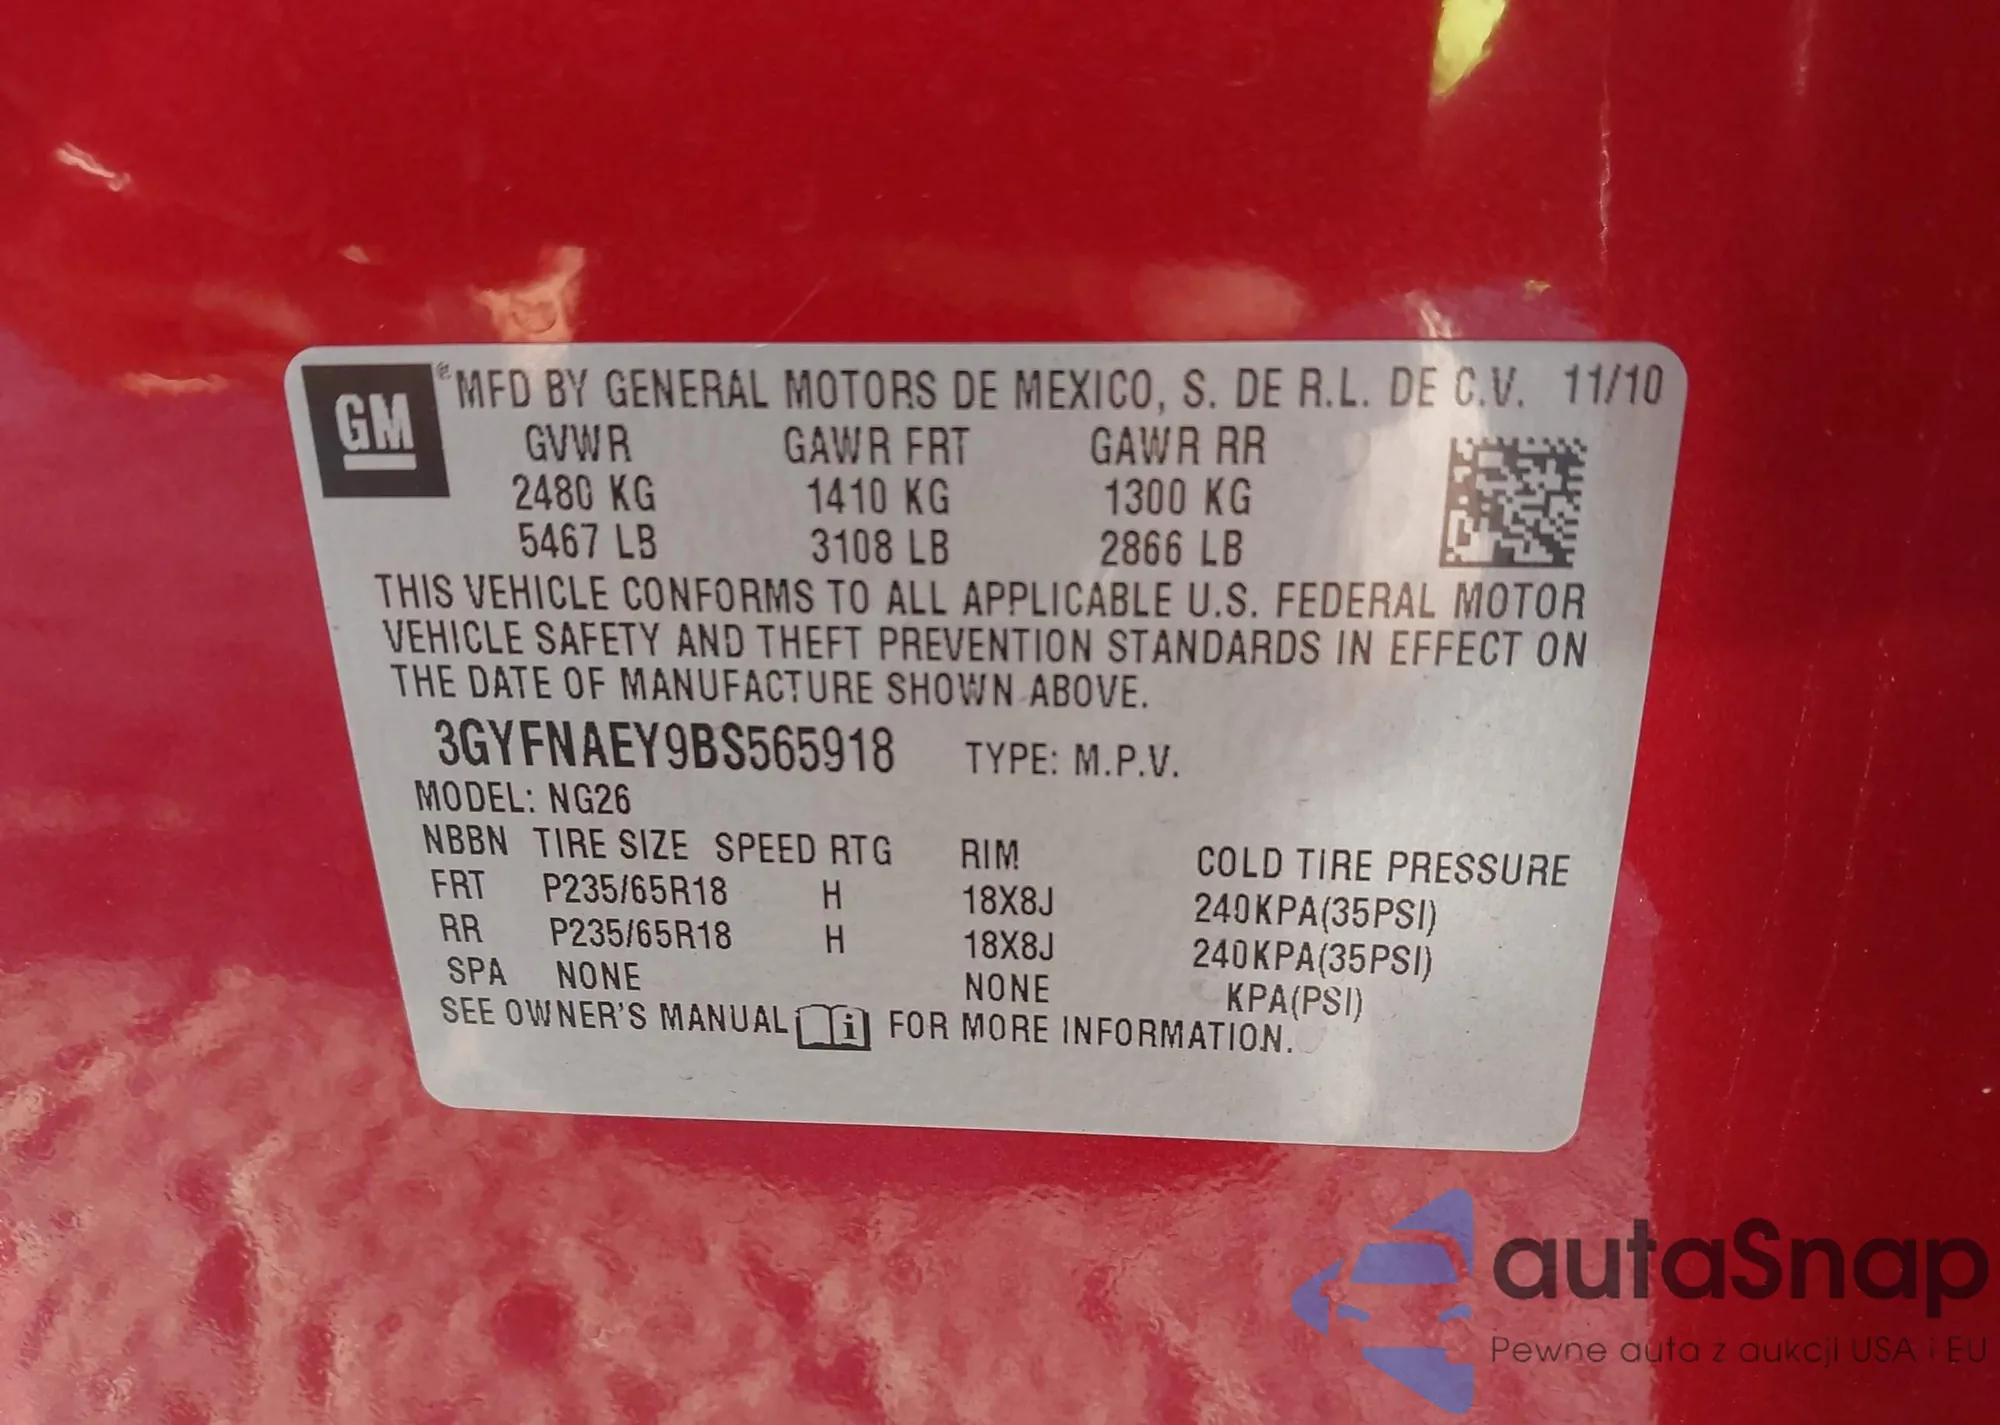 GM
® MFD BY GENERAL MOTORS DE MEXICO, S. DE R.L. DE C.V. 11/10
GVWR GAWR FRT GAWR RR
2480 KG 1410 KG 1300 KG
5467 LB 3108 LB 2866 LB
THIS VEHICLE CONFORMS TO ALL APPLICABLE U.S. FEDERAL MOTOR
VEHICLE SAFETY AND THEFT PREVENTION STANDARDS IN EFFECT ON
THE DATE OF MANUFACTURE SHOWN ABOVE.
3GYFNAEY9BS565918 TYPE: M.P.V.
MODEL: NG26
NBBN TIRE SIZE SPEED RTG RIM COLD TIRE PRESSURE
FRT P235/65R18 H 18X8J 240KPA(35PSI)
RR P235/65R18 H 18X8J 240KPA(35PSI)
SPA NONE NONE KPA(PSI)
SEE OWNER'S MANUAL i FOR MORE INFORMATION.
autaSnap
Pewne auta z aukcji USA i EU